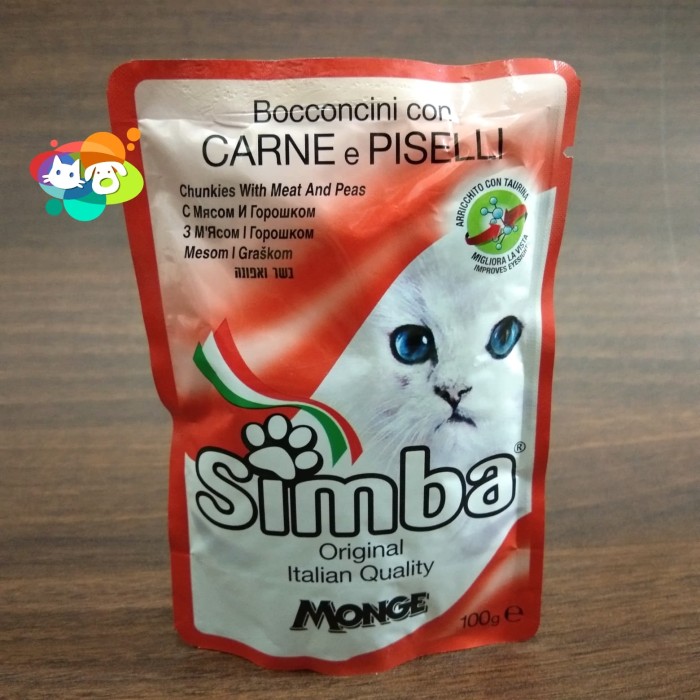 Bocconcini con
CARNE e PISELLI
Chunkies With Meat And Peas
С Мясом И Горошком
З М'Ясом І Горошком
Mesom I Graškom
בשר ואפונה
ARRICCHITO CON TAURINA
MIGLIORA LA VISTA
IMPROVES EYESIGHT
Simba®
Original
Italian Quality
MONGE
100g ℮